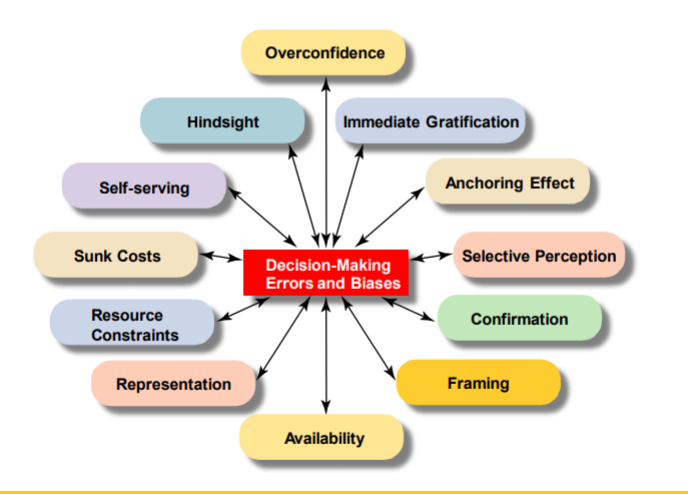 Overconfidence
Hindsight
Immediate Gratification
Self-serving
Anchoring Effect
Sunk Costs
Decision-Making
Errors and Biases
Selective Perception
Resource
Constraints
Confirmation
Representation
Framing
Availability